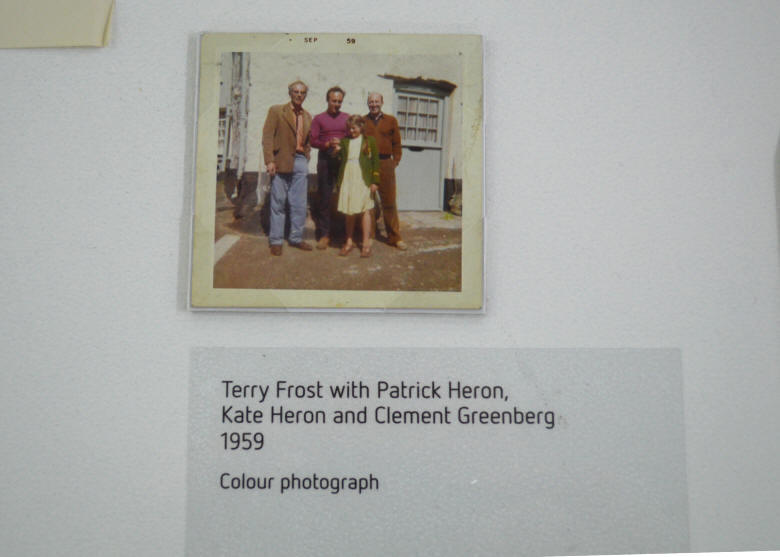 SEP 59
Terry Frost with Patrick Heron,
Kate Heron and Clement Greenberg
1959
Colour photograph